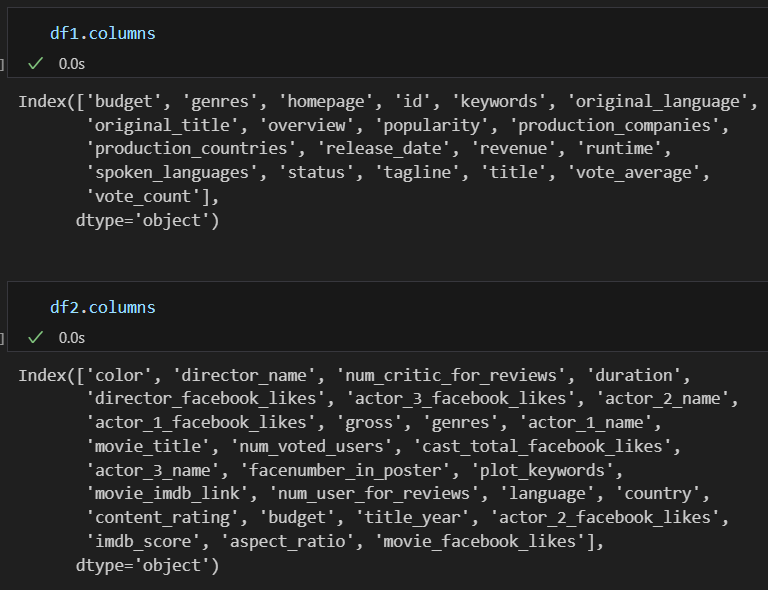 df1.columns
] ✓ 0.0s
Index(['budget', 'genres', 'homepage', 'id', 'keywords', 'original_language',
'original_title', 'overview', 'popularity', 'production_companies',
'production_countries', 'release_date', 'revenue', 'runtime',
'spoken_languages', 'status', 'tagline', 'title', 'vote_average',
'vote_count'],
dtype='object')
df2.columns
] ✓ 0.0s
Index(['color', 'director_name', 'num_critic_for_reviews', 'duration',
'director_facebook_likes', 'actor_3_facebook_likes', 'actor_2_name',
'actor_1_facebook_likes', 'gross', 'genres', 'actor_1_name',
'movie_title', 'num_voted_users', 'cast_total_facebook_likes',
'actor_3_name', 'facenumber_in_poster', 'plot_keywords',
'movie_imdb_link', 'num_user_for_reviews', 'language', 'country',
'content_rating', 'budget', 'title_year', 'actor_2_facebook_likes',
'imdb_score', 'aspect_ratio', 'movie_facebook_likes'],
dtype='object')